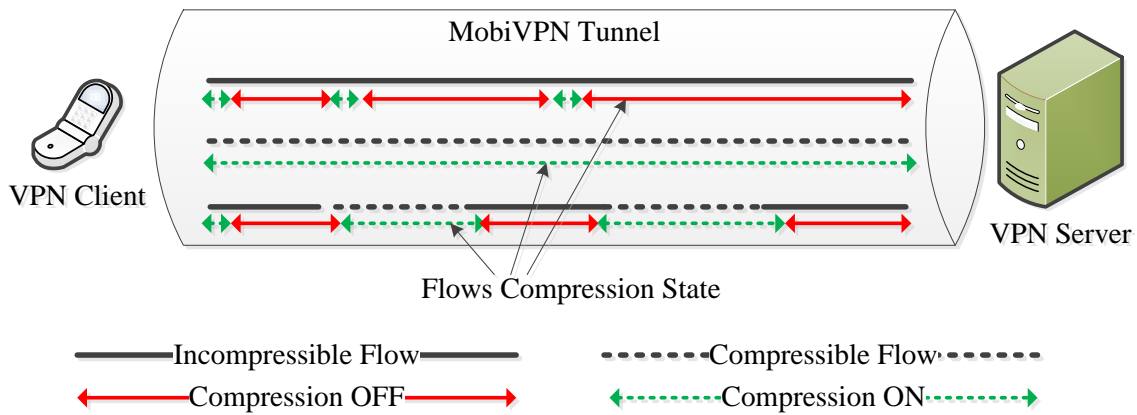 MobiVPN Tunnel
VPN Client
VPN Server
Flows Compression State
Incompressible Flow
Compressible Flow
Compression OFF
Compression ON